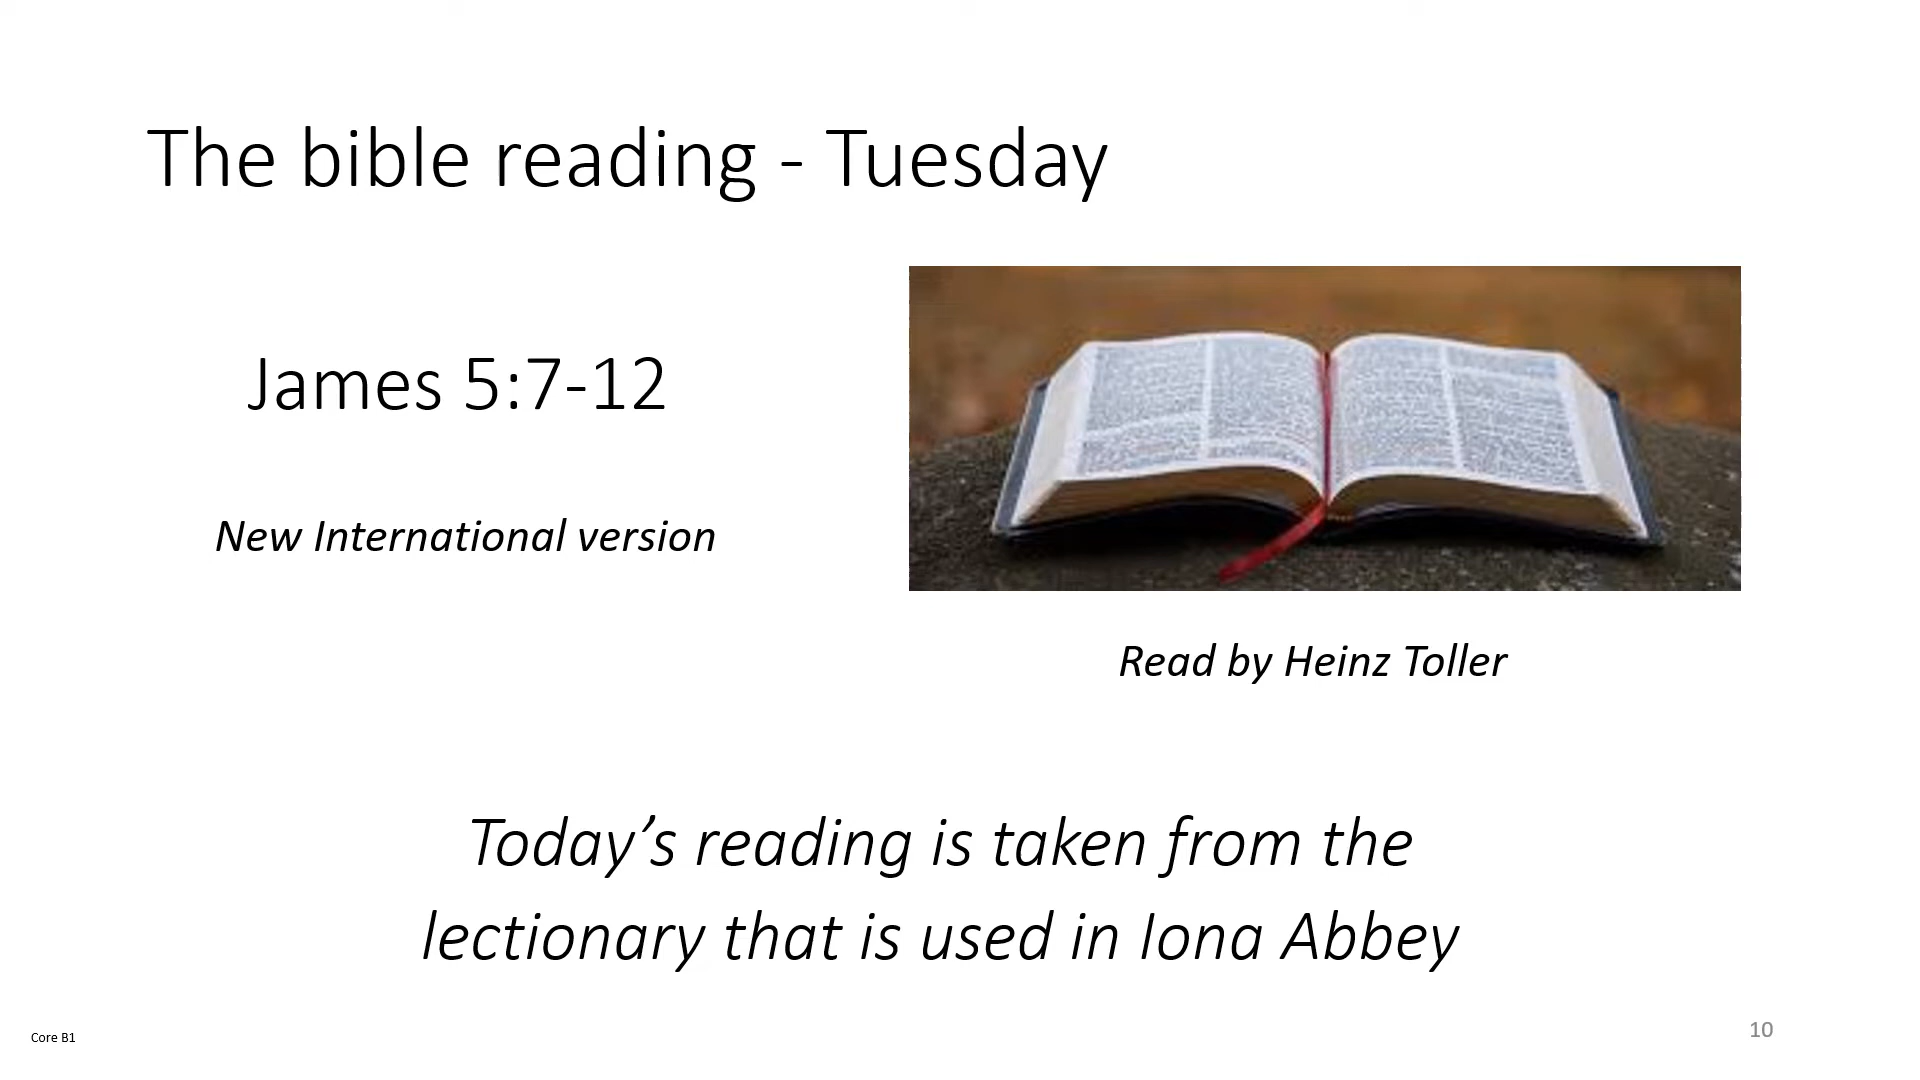 The bible reading - Tuesday
James 5:7-12
New International version
Read by Heinz Toller
Today’s reading is taken from the
lectionary that is used in Iona Abbey
Core B1
10